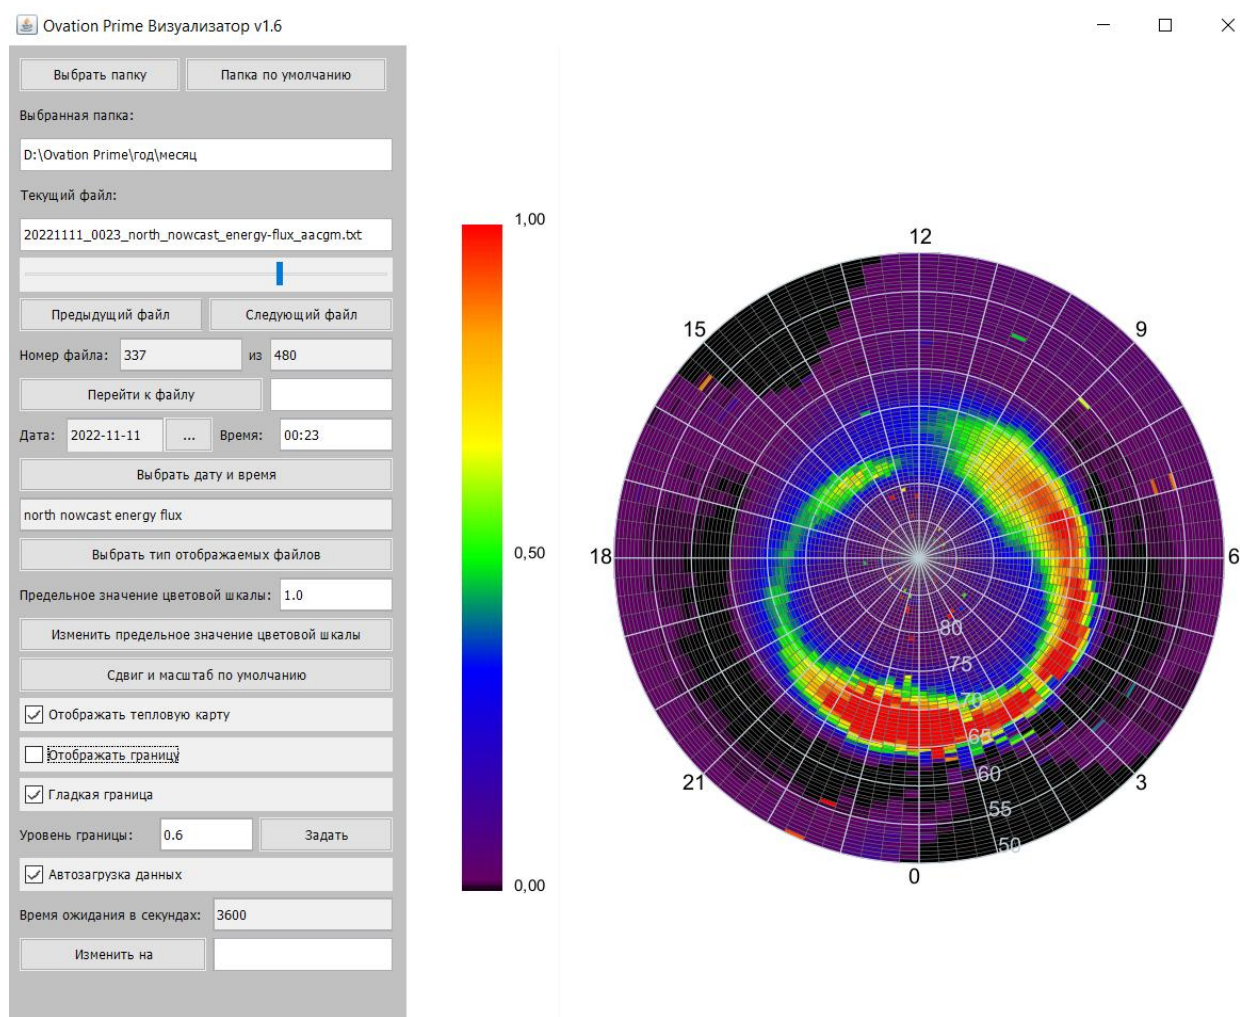 Ovation Prime Визуализатор v1.6
Выбрать папку Папка по умолчанию
Выбранная папка:
D:\Ovation Prime\год\месяц
Текущий файл:
20221111_0023_north_nowcast_energy-flux_aacgm.txt
Предыдущий файл Следующий файл
Номер файла: 337 из 480
Перейти к файлу
Дата: 2022-11-11 ... Время: 00:23
Выбрать дату и время
north nowcast energy flux
Выбрать тип отображаемых файлов
Предельное значение цветовой шкалы: 1.0
Изменить предельное значение цветовой шкалы
Сдвиг и масштаб по умолчанию
Отображать тепловую карту
Отображать границу
Гладкая граница
Уровень границы: 0.6 Задать
Автозагрузка данных
Время ожидания в секундах: 3600
Изменить на
1,00
0,50
0,00
12
15
9
18
6
80
75
70
65
60
55
50
21
3
0